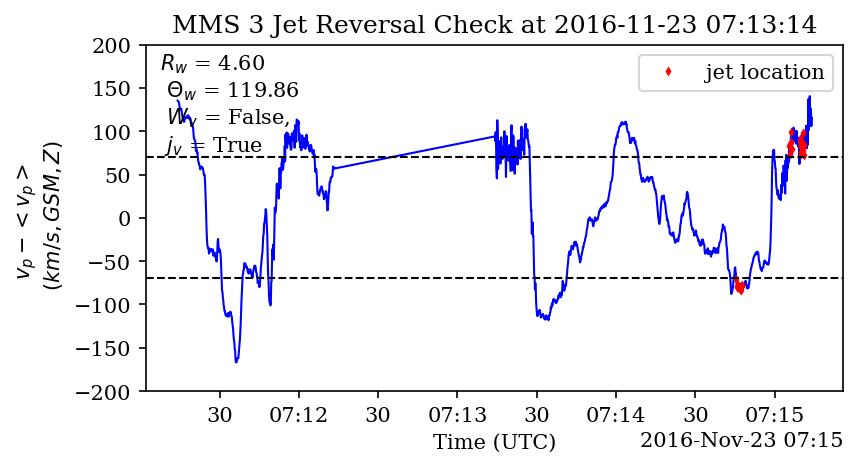 MMS 3 Jet Reversal Check at 2016-11-23 07:13:14
R_w = 4.60
Θ_w = 119.86
W_v = False,
j_v = True
jet location
200
150
100
50
0
−50
−100
−150
−200
v_p − < v_p >
(km/s, GSM, Z)
30 07:12 30 07:13 30 07:14 30 07:15
Time (UTC)
2016-Nov-23 07:15